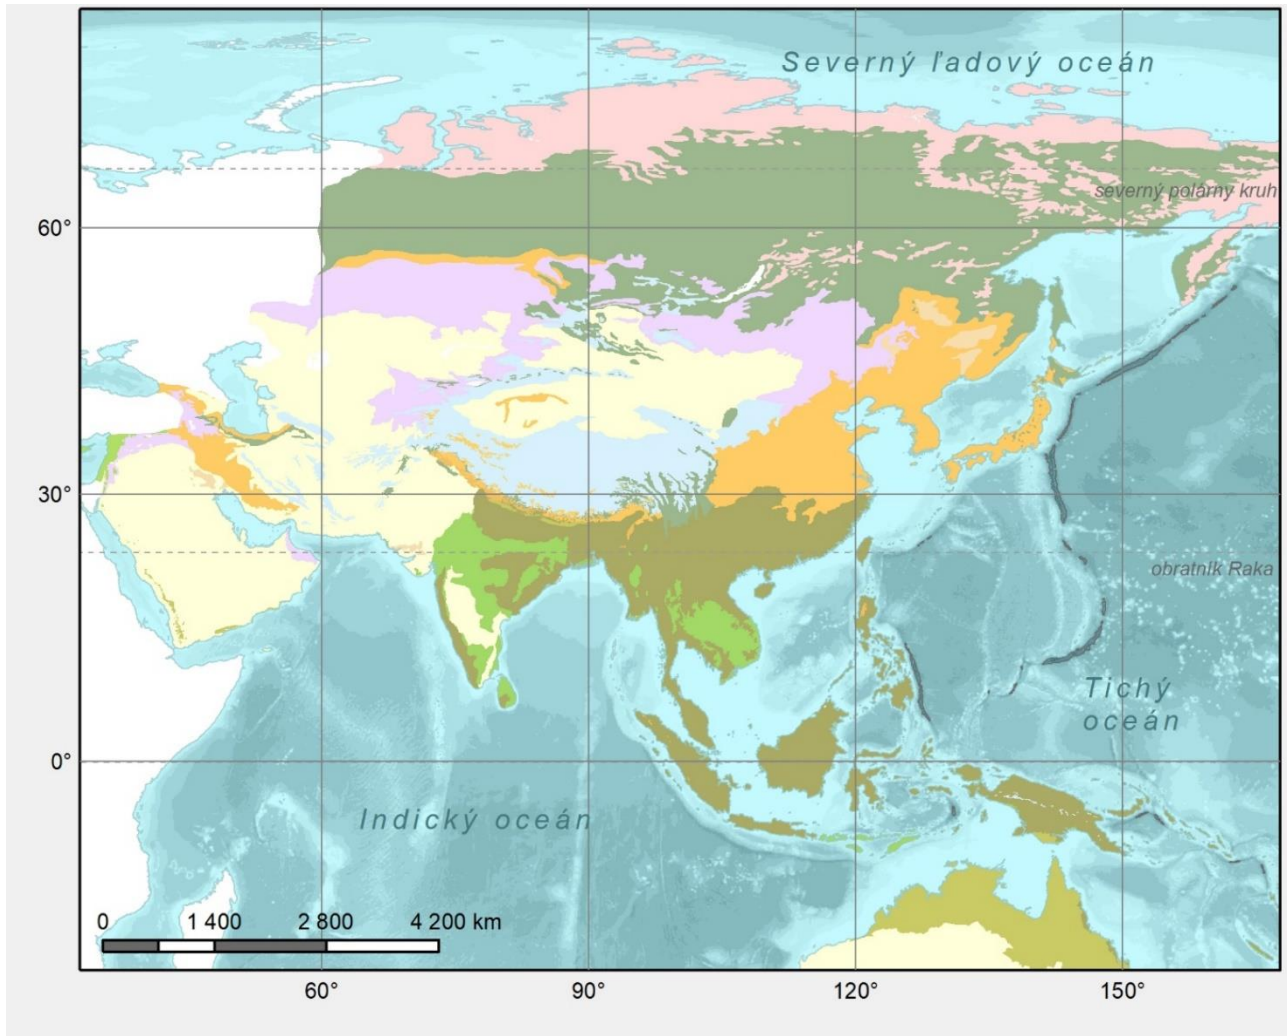 Severný ľadový oceán
severný polárny kruh
60°
30°
obratník Raka
Tichý
oceán
0°
Indický oceán
0 1 400 2 800 4 200 km
60° 90° 120° 150°